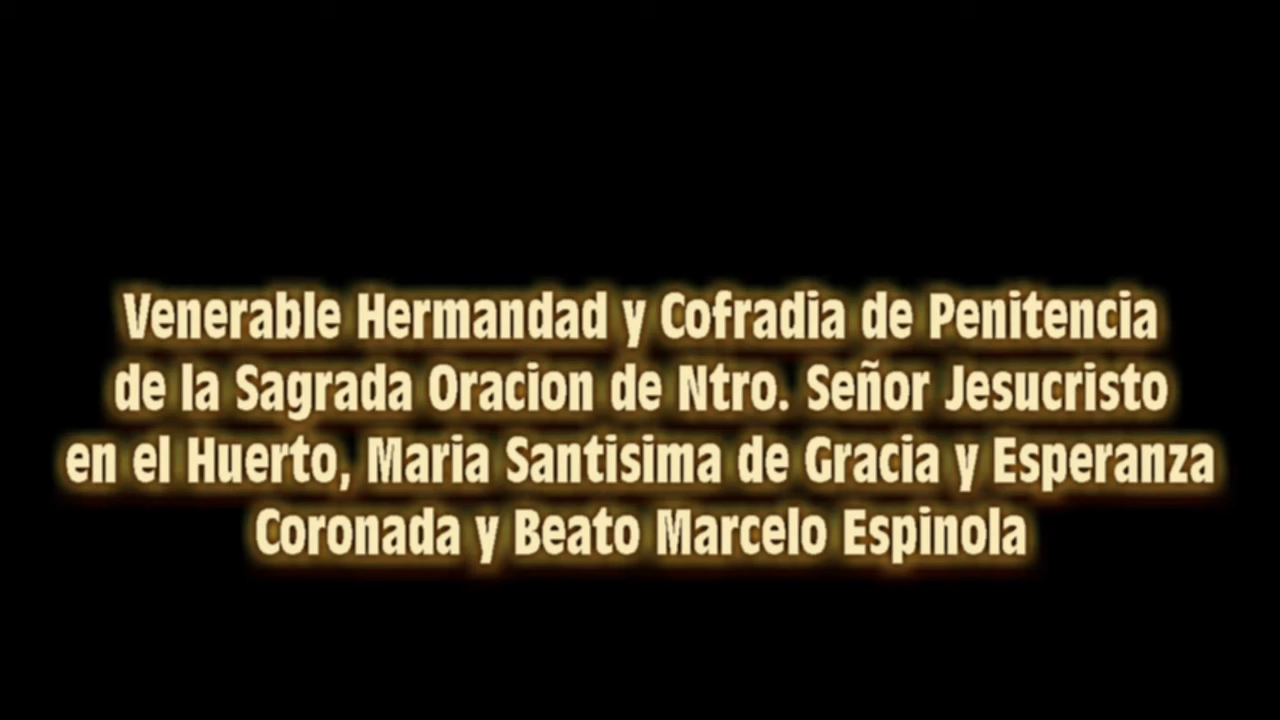 Venerable Hermandad y Cofradia de Penitencia
de la Sagrada Oracion de Ntro. Señor Jesucristo
en el Huerto, Maria Santisima de Gracia y Esperanza
Coronada y Beato Marcelo Espinola